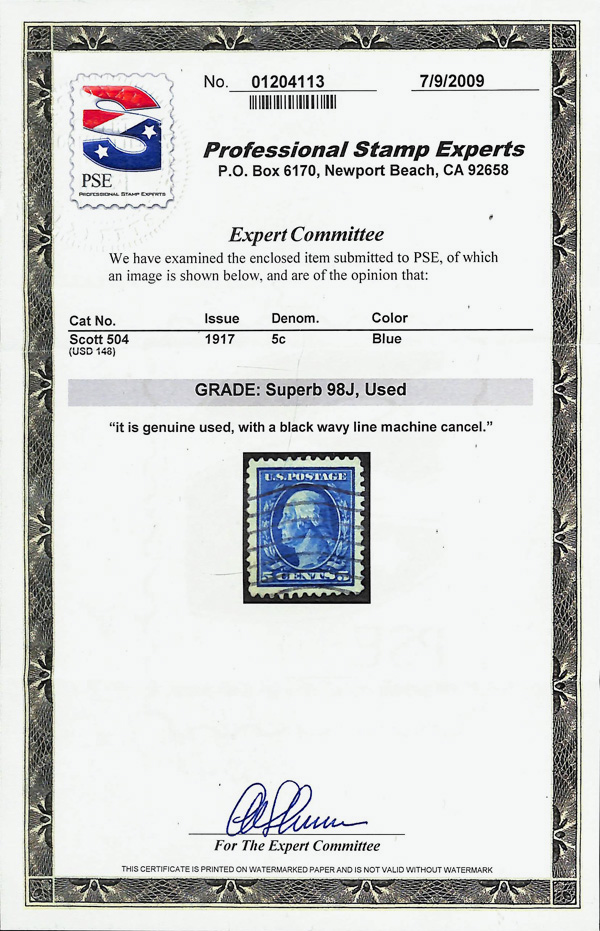 No. 01204113 7/9/2009
PSE
PROFESSIONAL STAMP EXPERTS
Professional Stamp Experts
P.O. Box 6170, Newport Beach, CA 92658
Expert Committee
We have examined the enclosed item submitted to PSE, of which
an image is shown below, and are of the opinion that:
Cat No. Issue Denom. Color
Scott 504 1917 5c Blue
(USD 148)
GRADE: Superb 98J, Used
“it is genuine used, with a black wavy line machine cancel.”
U.S. POSTAGE
5 CENTS 5
For The Expert Committee
THIS CERTIFICATE IS PRINTED ON WATERMARKED PAPER AND IS NOT VALID WITHOUT WATERMARK